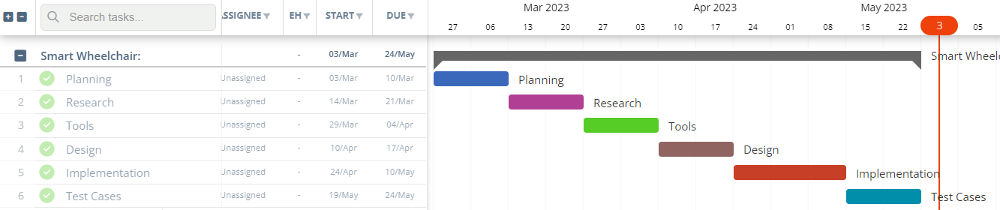 Mar 2023 Apr 2023 May 2023
Search tasks... SSIGNEE EH START DUE
27 06 13 20 27 03 10 17 24 01 08 15 22 3 05
Smart Wheelchair: - 03/Mar 24/May Smart Wheelc
1 Planning Unassigned - 03/Mar 10/Mar Planning
2 Research Unassigned - 14/Mar 21/Mar Research
3 Tools Unassigned - 29/Mar 04/Apr Tools
4 Design Unassigned - 10/Apr 17/Apr Design
5 Implementation Unassigned - 24/Apr 10/May Implementation
6 Test Cases Unassigned - 19/May 24/May Test Cases